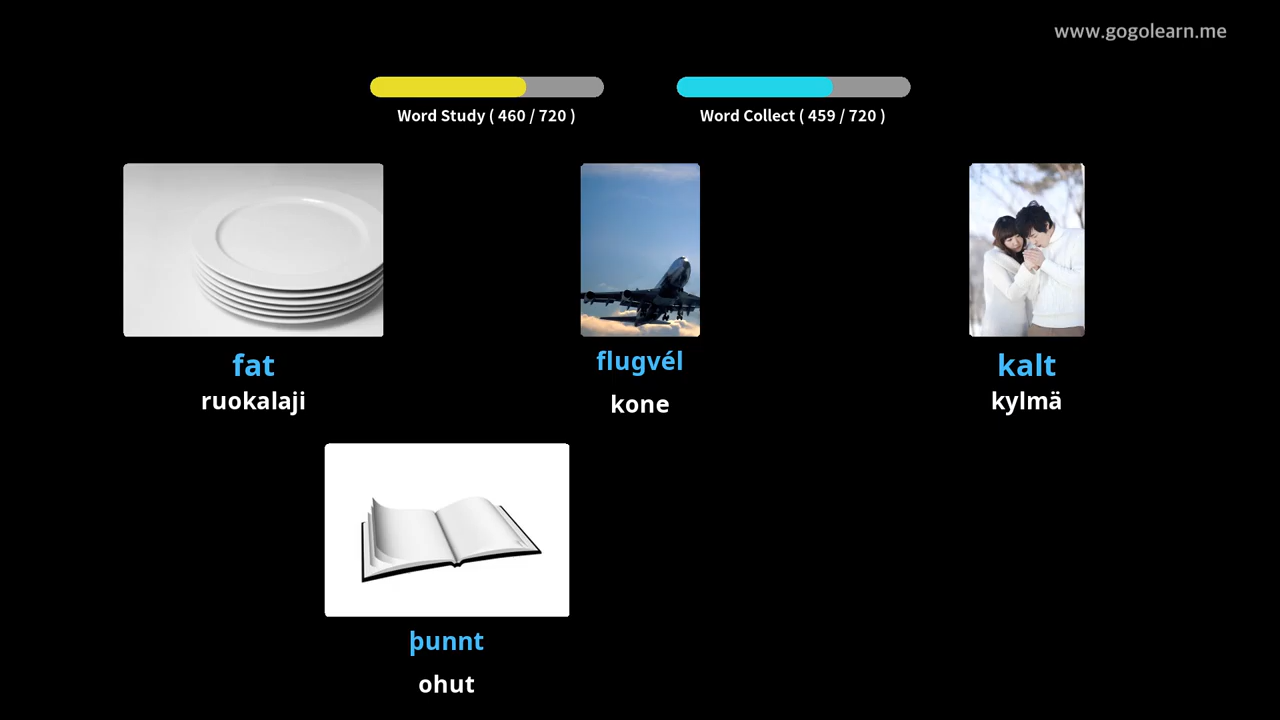 www.gogolearn.me
Word Study ( 460 / 720 )
Word Collect ( 459 / 720 )
fat
ruokalaji
flugvél
kone
kalt
kylmä
þunnt
ohut